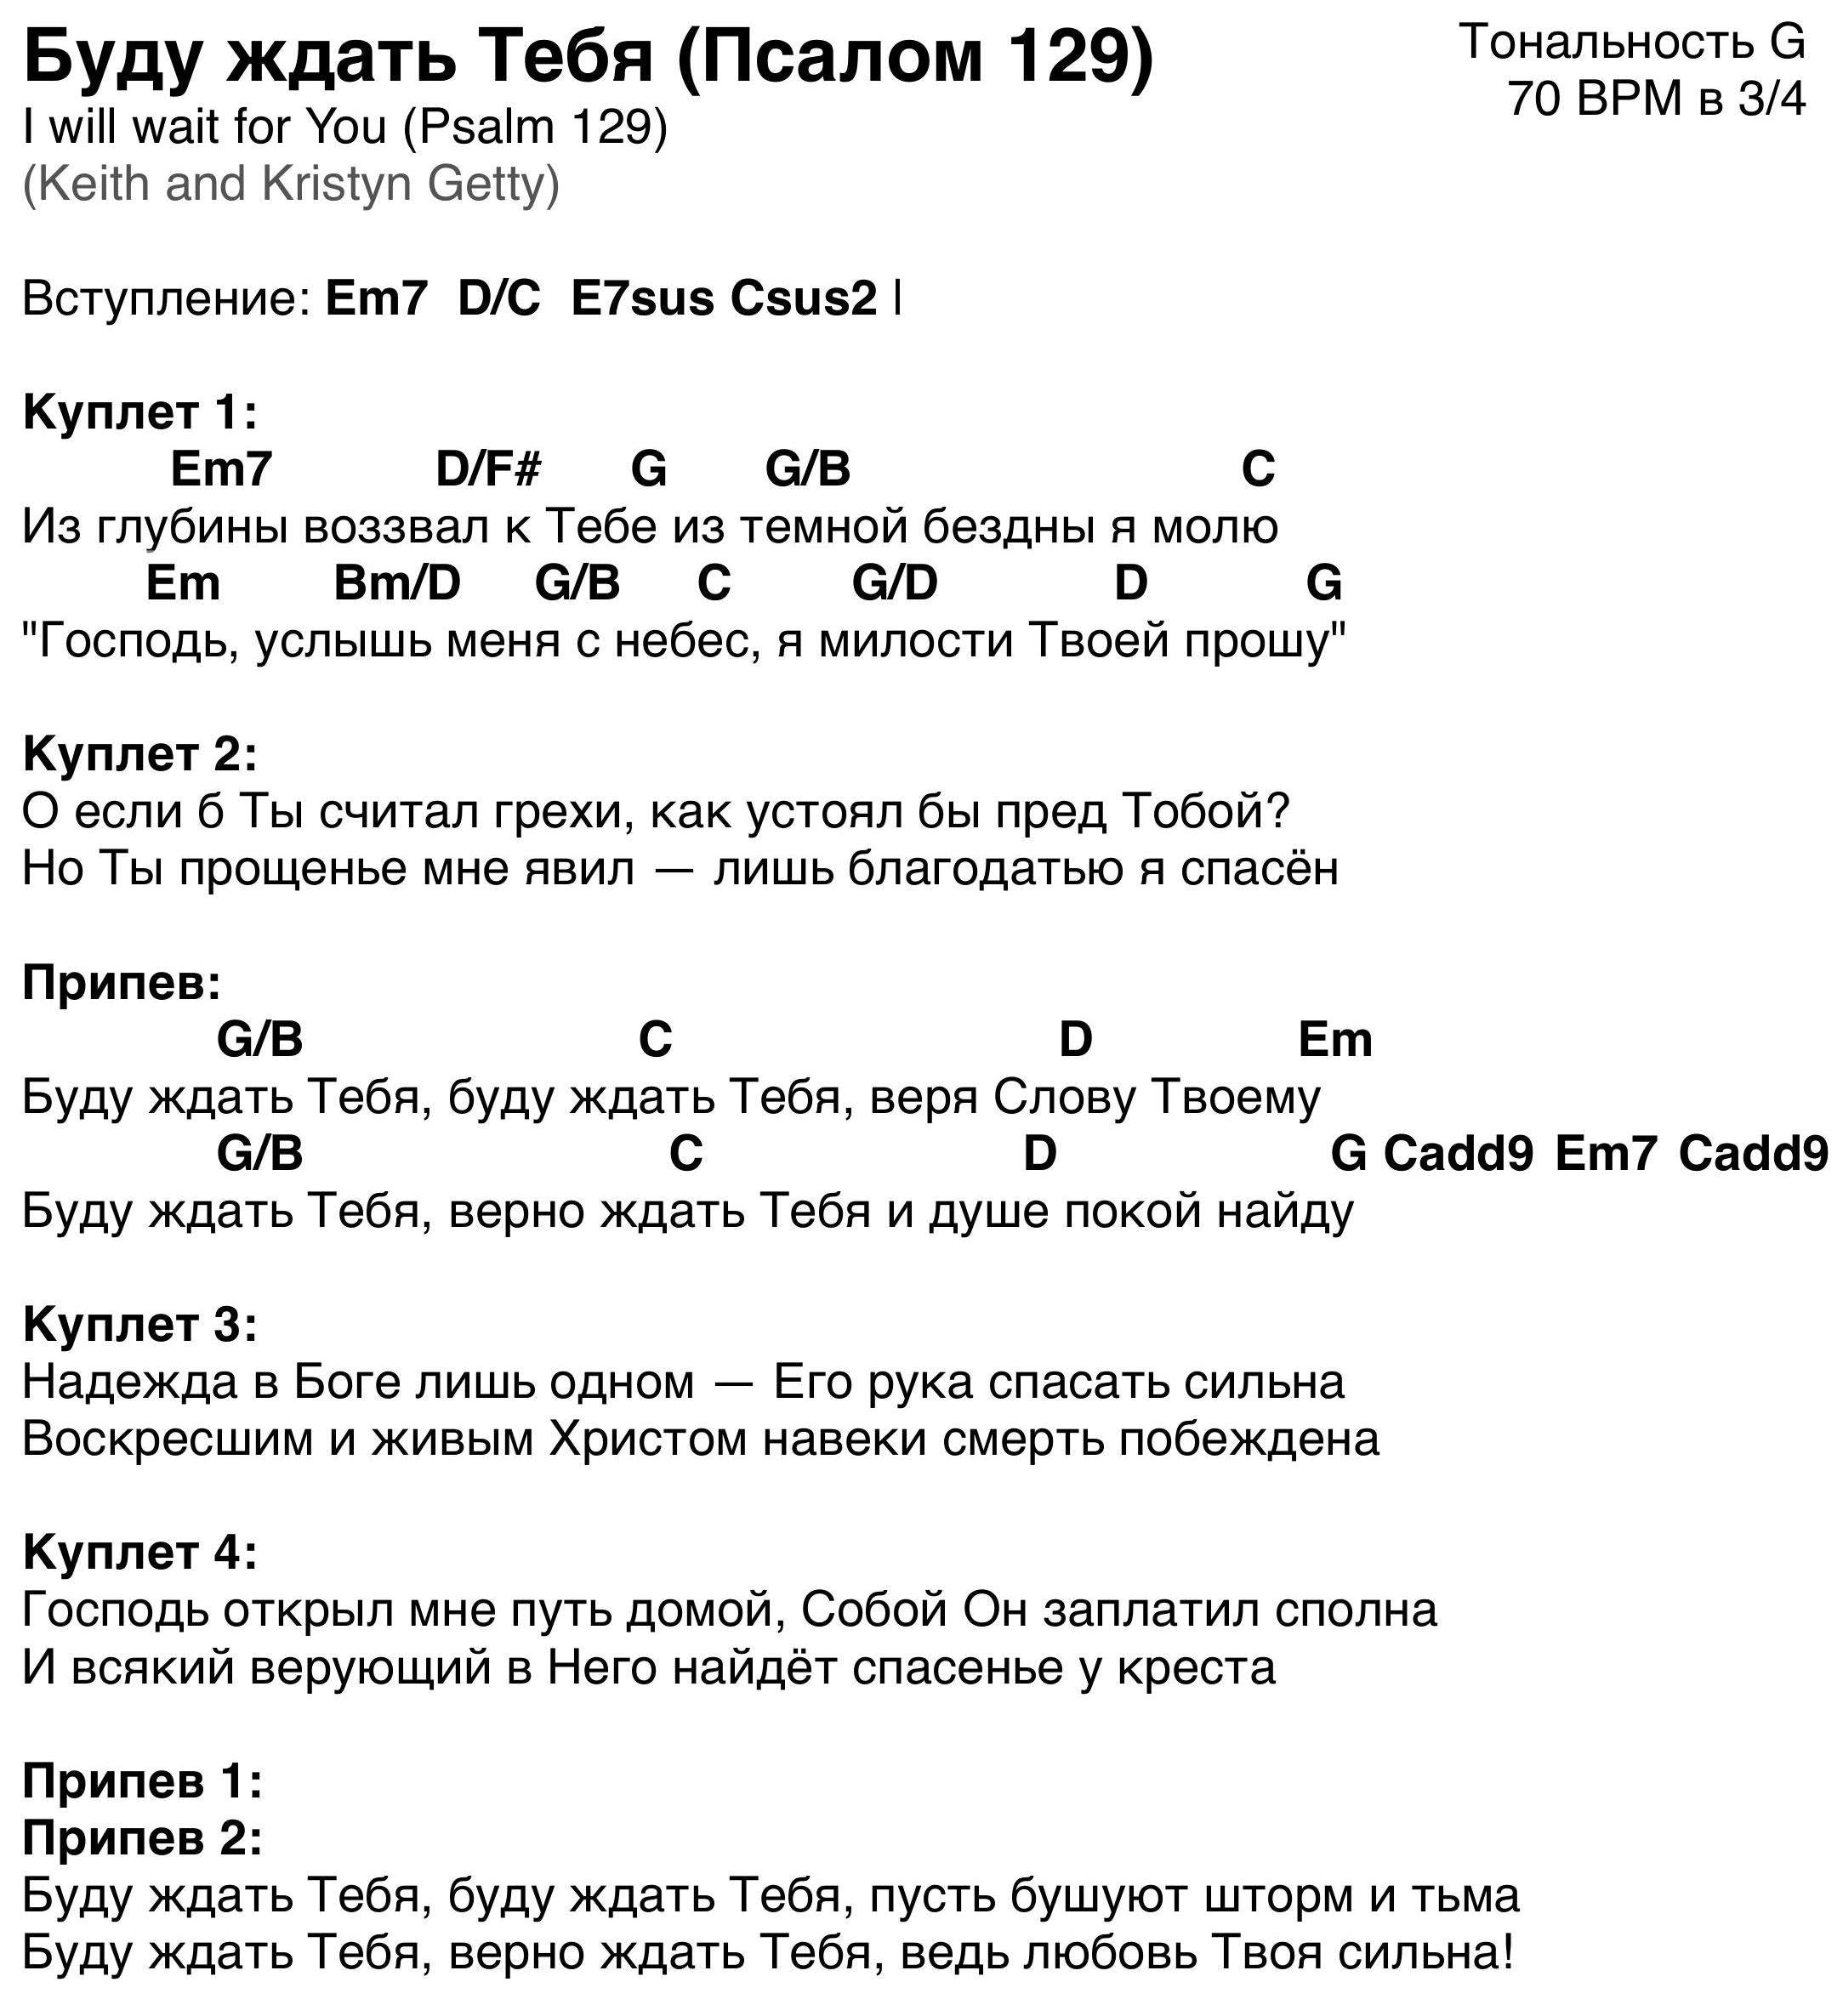 Буду ждать Тебя (Псалом 129)
Тональность G
I will wait for You (Psalm 129)
70 BPM в 3/4
(Keith and Kristyn Getty)
Вступление: Em7 D/C E7sus Csus2 |
Куплет 1:
Em7 D/F# G G/B C
Из глубины воззвал к Тебе из темной бездны я молю
Em Bm/D G/B C G/D D G
"Господь, услышь меня с небес, я милости Твоей прошу"
Куплет 2:
О если б Ты считал грехи, как устоял бы пред Тобой?
Но Ты прощенье мне явил — лишь благодатью я спасён
Припев:
G/B C D Em
Буду ждать Тебя, буду ждать Тебя, веря Слову Твоему
G/B C D G Cadd9 Em7 Cadd9
Буду ждать Тебя, верно ждать Тебя и душе покой найду
Куплет 3:
Надежда в Боге лишь одном — Его рука спасать сильна
Воскресшим и живым Христом навеки смерть побеждена
Куплет 4:
Господь открыл мне путь домой, Собой Он заплатил сполна
И всякий верующий в Него найдёт спасенье у креста
Припев 1:
Припев 2:
Буду ждать Тебя, буду ждать Тебя, пусть бушуют шторм и тьма
Буду ждать Тебя, верно ждать Тебя, ведь любовь Твоя сильна!